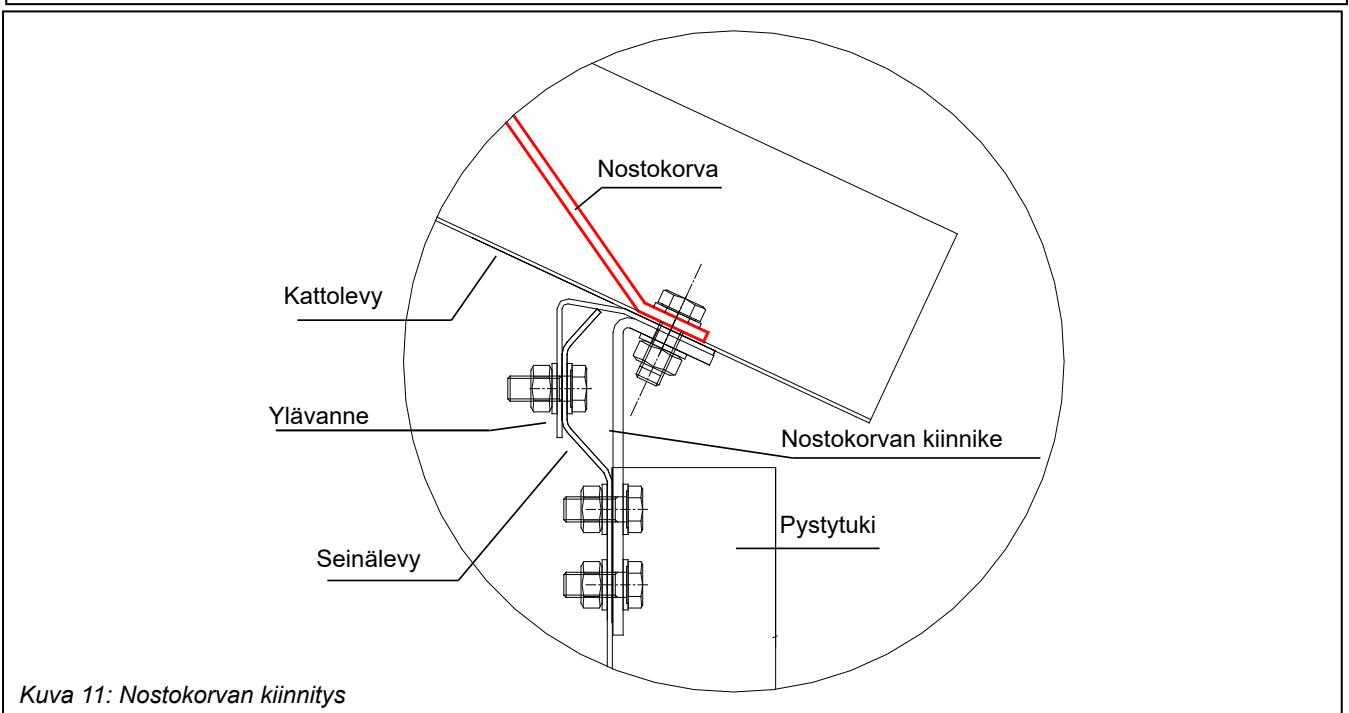 Nostokorva
Kattolevy
Ylävanne
Nostokorvan kiinnike
Pystytuki
Seinälevy
Kuva 11: Nostokorvan kiinnitys